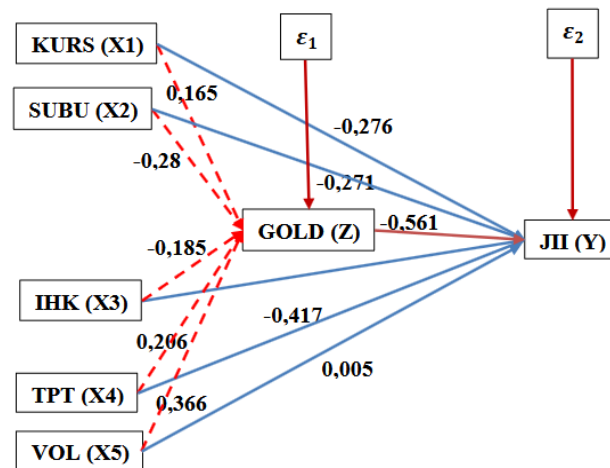 KURS (X1)
ε₁
ε₂
0,165
SUBU (X2)
-0,276
-0,28
-0,271
GOLD (Z)
-0,561
JII (Y)
-0,185
IHK (X3)
-0,417
0,206
0,005
TPT (X4)
0,366
VOL (X5)